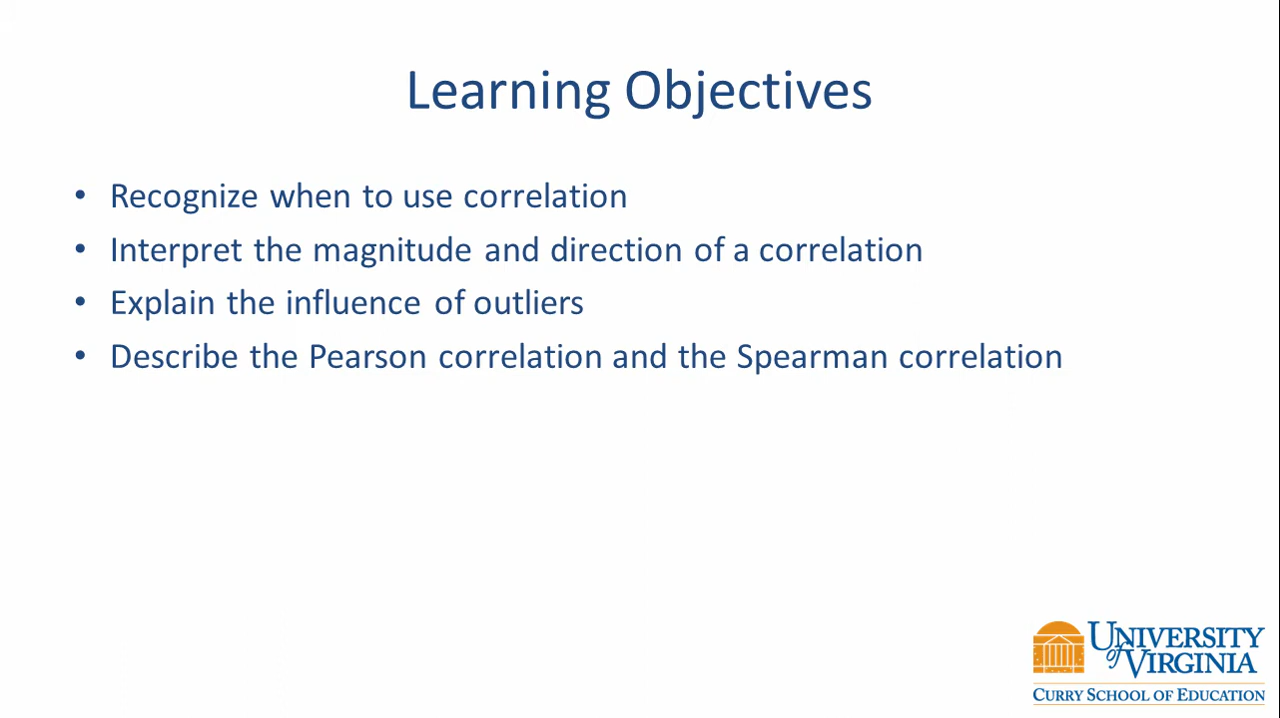 Learning Objectives
• Recognize when to use correlation
• Interpret the magnitude and direction of a correlation
• Explain the influence of outliers
• Describe the Pearson correlation and the Spearman correlation
UNIVERSITY
of VIRGINIA
CURRY SCHOOL OF EDUCATION